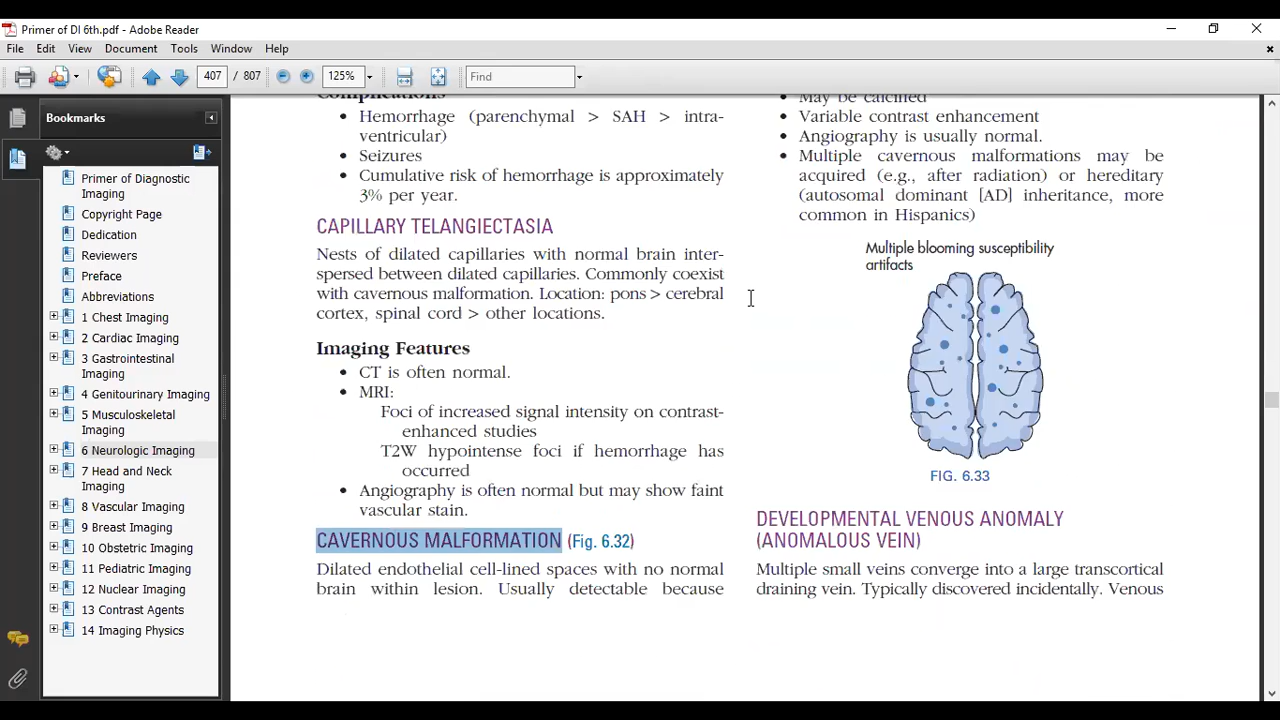 Primer of DI 6th.pdf - Adobe Reader
File Edit View Document Tools Window Help
407 / 807 125% Find
Bookmarks
Primer of Diagnostic
Imaging
Copyright Page
Dedication
Reviewers
Preface
Abbreviations
1 Chest Imaging
2 Cardiac Imaging
3 Gastrointestinal
Imaging
4 Genitourinary Imaging
5 Musculoskeletal
Imaging
6 Neurologic Imaging
7 Head and Neck
Imaging
8 Vascular Imaging
9 Breast Imaging
10 Obstetric Imaging
11 Pediatric Imaging
12 Nuclear Imaging
13 Contrast Agents
14 Imaging Physics
Complications
• Hemorrhage (parenchymal > SAH > intra-
ventricular)
• Seizures
• Cumulative risk of hemorrhage is approximately
3% per year.
CAPILLARY TELANGIECTASIA
Nests of dilated capillaries with normal brain inter-
spersed between dilated capillaries. Commonly coexist
with cavernous malformation. Location: pons > cerebral
cortex, spinal cord > other locations.
Imaging Features
• CT is often normal.
• MRI:
Foci of increased signal intensity on contrast-
enhanced studies
T2W hypointense foci if hemorrhage has
occurred
• Angiography is often normal but may show faint
vascular stain.
CAVERNOUS MALFORMATION (Fig. 6.32)
Dilated endothelial cell-lined spaces with no normal
brain within lesion. Usually detectable because
• May be calcified
• Variable contrast enhancement
• Angiography is usually normal.
• Multiple cavernous malformations may be
acquired (e.g., after radiation) or hereditary
(autosomal dominant [AD] inheritance, more
common in Hispanics)
Multiple blooming susceptibility
artifacts
FIG. 6.33
DEVELOPMENTAL VENOUS ANOMALY
(ANOMALOUS VEIN)
Multiple small veins converge into a large transcortical
draining vein. Typically discovered incidentally. Venous